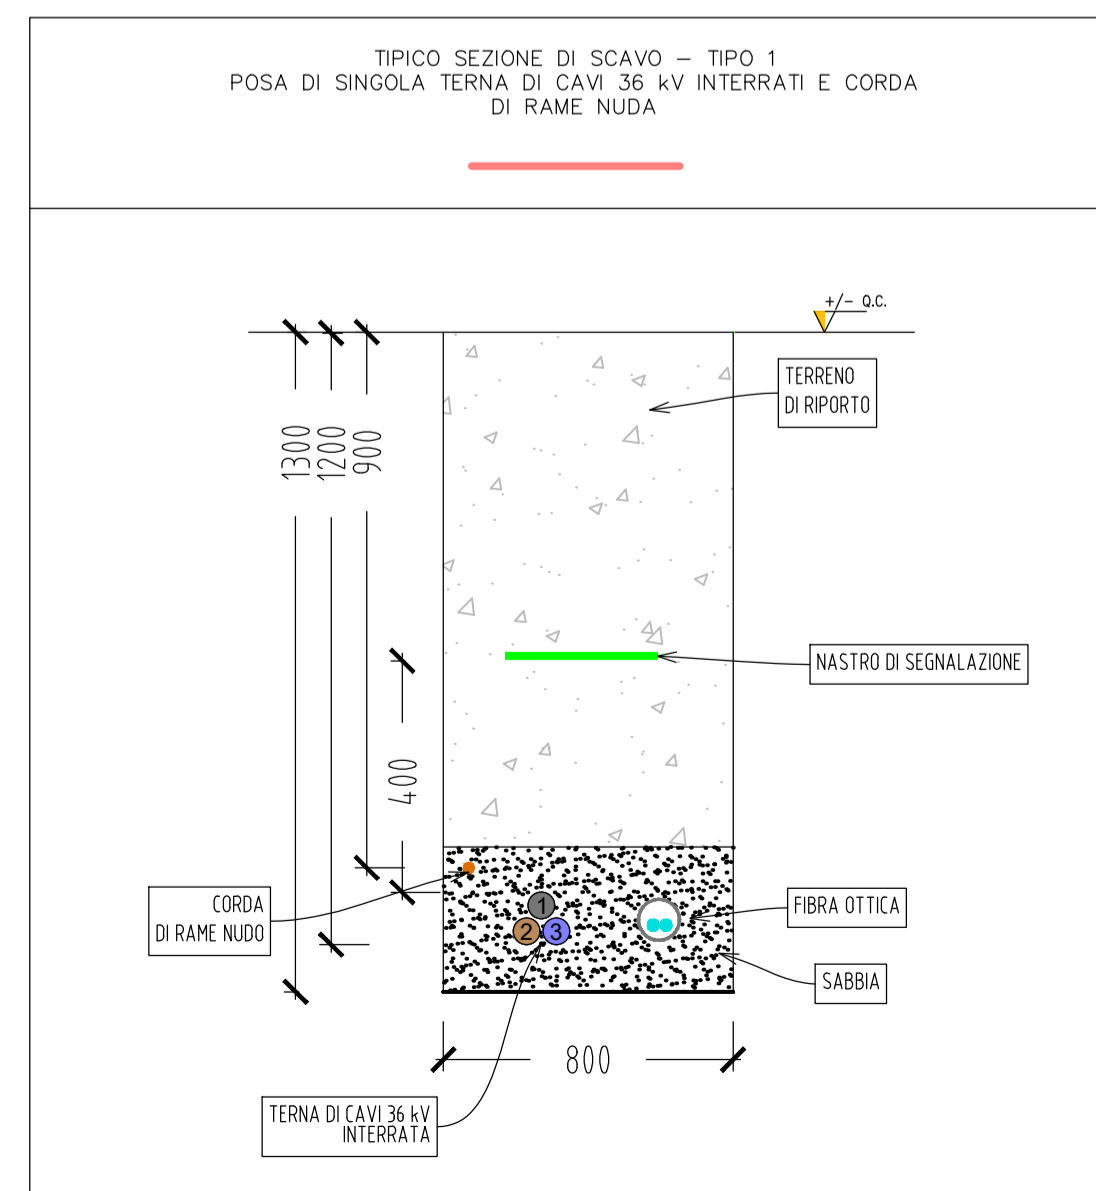 TIPICO SEZIONE DI SCAVO – TIPO 1
POSA DI SINGOLA TERNA DI CAVI 36 kV INTERRATI E CORDA
DI RAME NUDA
+/- Q.C.
TERRENO
DI RIPORTO
1300
1200
900
NASTRO DI SEGNALAZIONE
400
CORDA
DI RAME NUDO
1
2
3
FIBRA OTTICA
SABBIA
800
TERNA DI CAVI 36 kV
INTERRATA